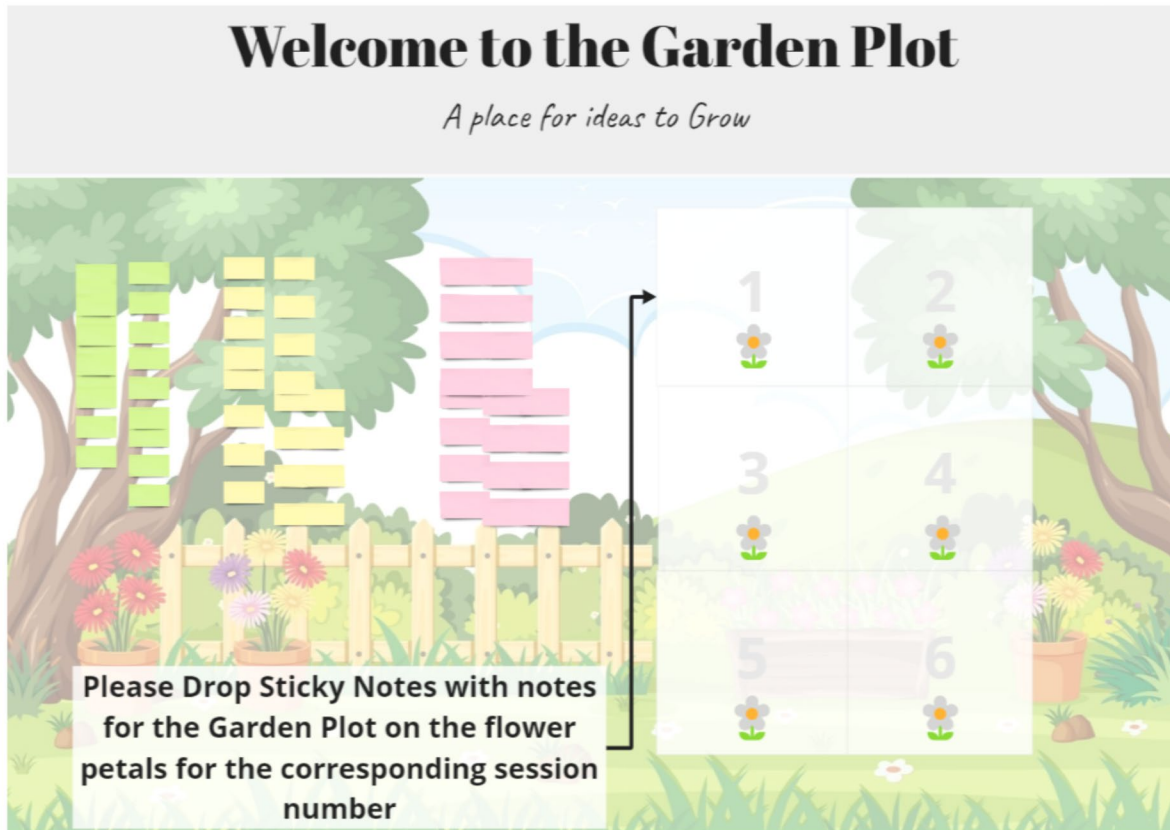 Welcome to the Garden Plot
A place for ideas to Grow
1
2
3
4
5
6
Please Drop Sticky Notes with notes
for the Garden Plot on the flower
petals for the corresponding session
number